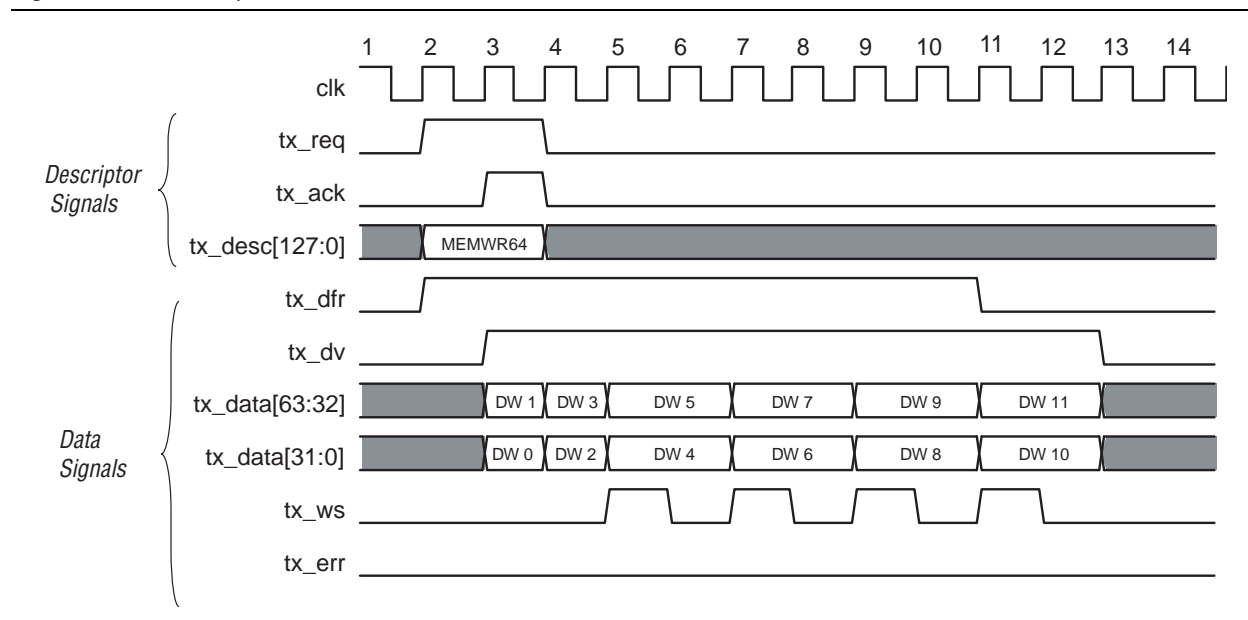 1 2 3 4 5 6 7 8 9 10 11 12 13 14
clk
tx_req
Descriptor
Signals
tx_ack
tx_desc[127:0] MEMWR64
tx_dfr
tx_dv
tx_data[63:32] DW 1 DW 3 DW 5 DW 7 DW 9 DW 11
Data
Signals
tx_data[31:0] DW 0 DW 2 DW 4 DW 6 DW 8 DW 10
tx_ws
tx_err